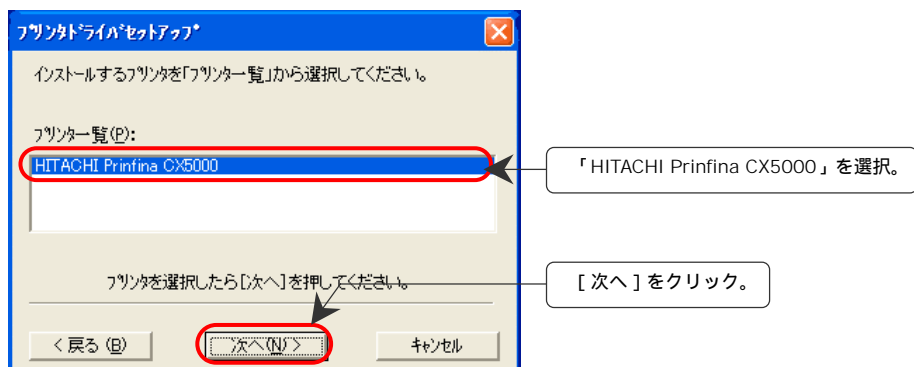 プリンタドライバセットアップ
インストールするプリンタを「プリンター覧」から選択してください。
プリンター覧(P):
HITACHI Prinfina CX5000
「HITACHI Prinfina CX5000」を選択。
プリンタを選択したら[次へ]を押してください。
[次へ]をクリック。
< 戻る (B)
次へ(N) >
キャンセル